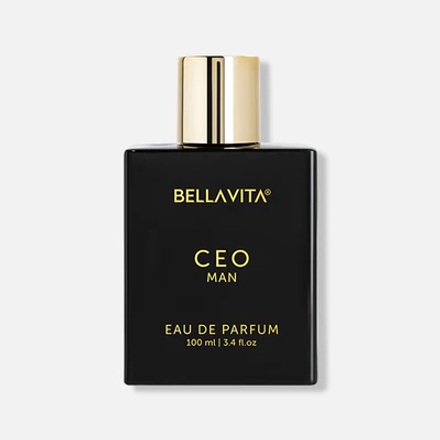 BELLAVITA®
CEO
MAN
EAU DE PARFUM
100 ml | 3.4 fl.oz